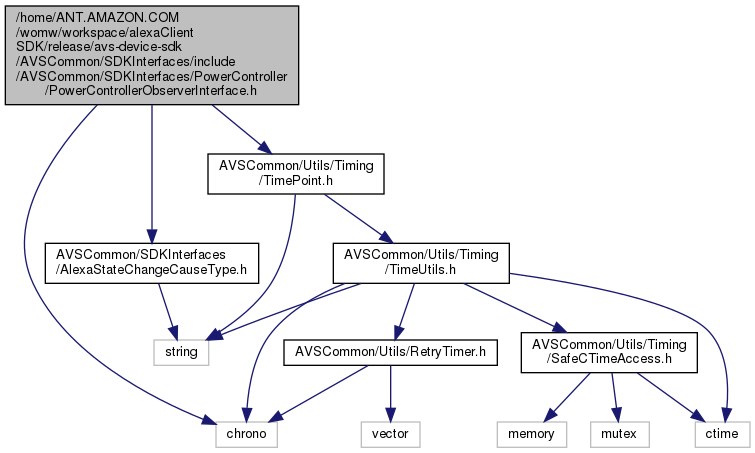 /home/ANT.AMAZON.COM
/womw/workspace/alexaClient
SDK/release/avs-device-sdk
/AVSCommon/SDKInterfaces/include
/AVSCommon/SDKInterfaces/PowerController
/PowerControllerObserverInterface.h
AVSCommon/Utils/Timing
/TimePoint.h
AVSCommon/SDKInterfaces
/AlexaStateChangeCauseType.h
AVSCommon/Utils/Timing
/TimeUtils.h
string
AVSCommon/Utils/RetryTimer.h
AVSCommon/Utils/Timing
/SafeCTimeAccess.h
chrono
vector
memory
mutex
ctime